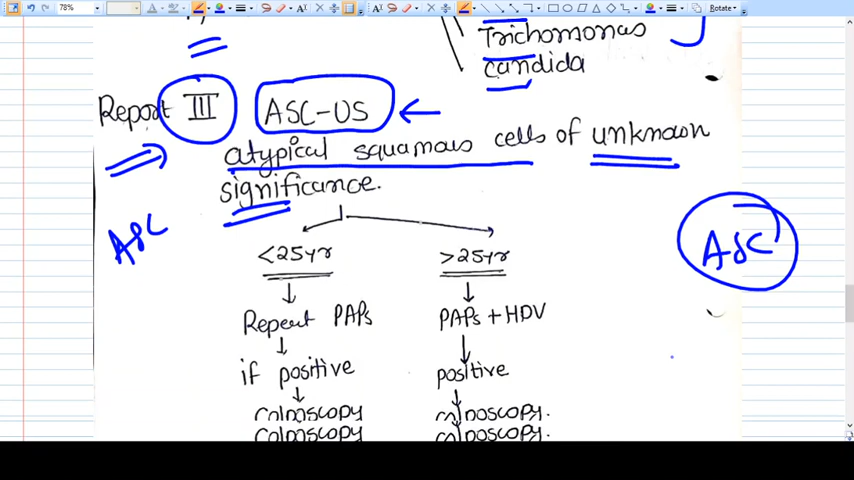 78%
Rotate
Trichomonas
candida
Report III ASC-US
atypical squamous cells of unknown
significance.
ASC
ASC
<25yr >25yr
Repeat PAPs PAPs + HDV
if positive positive
colposcopy colposcopy.
colposcopy colposcopy.